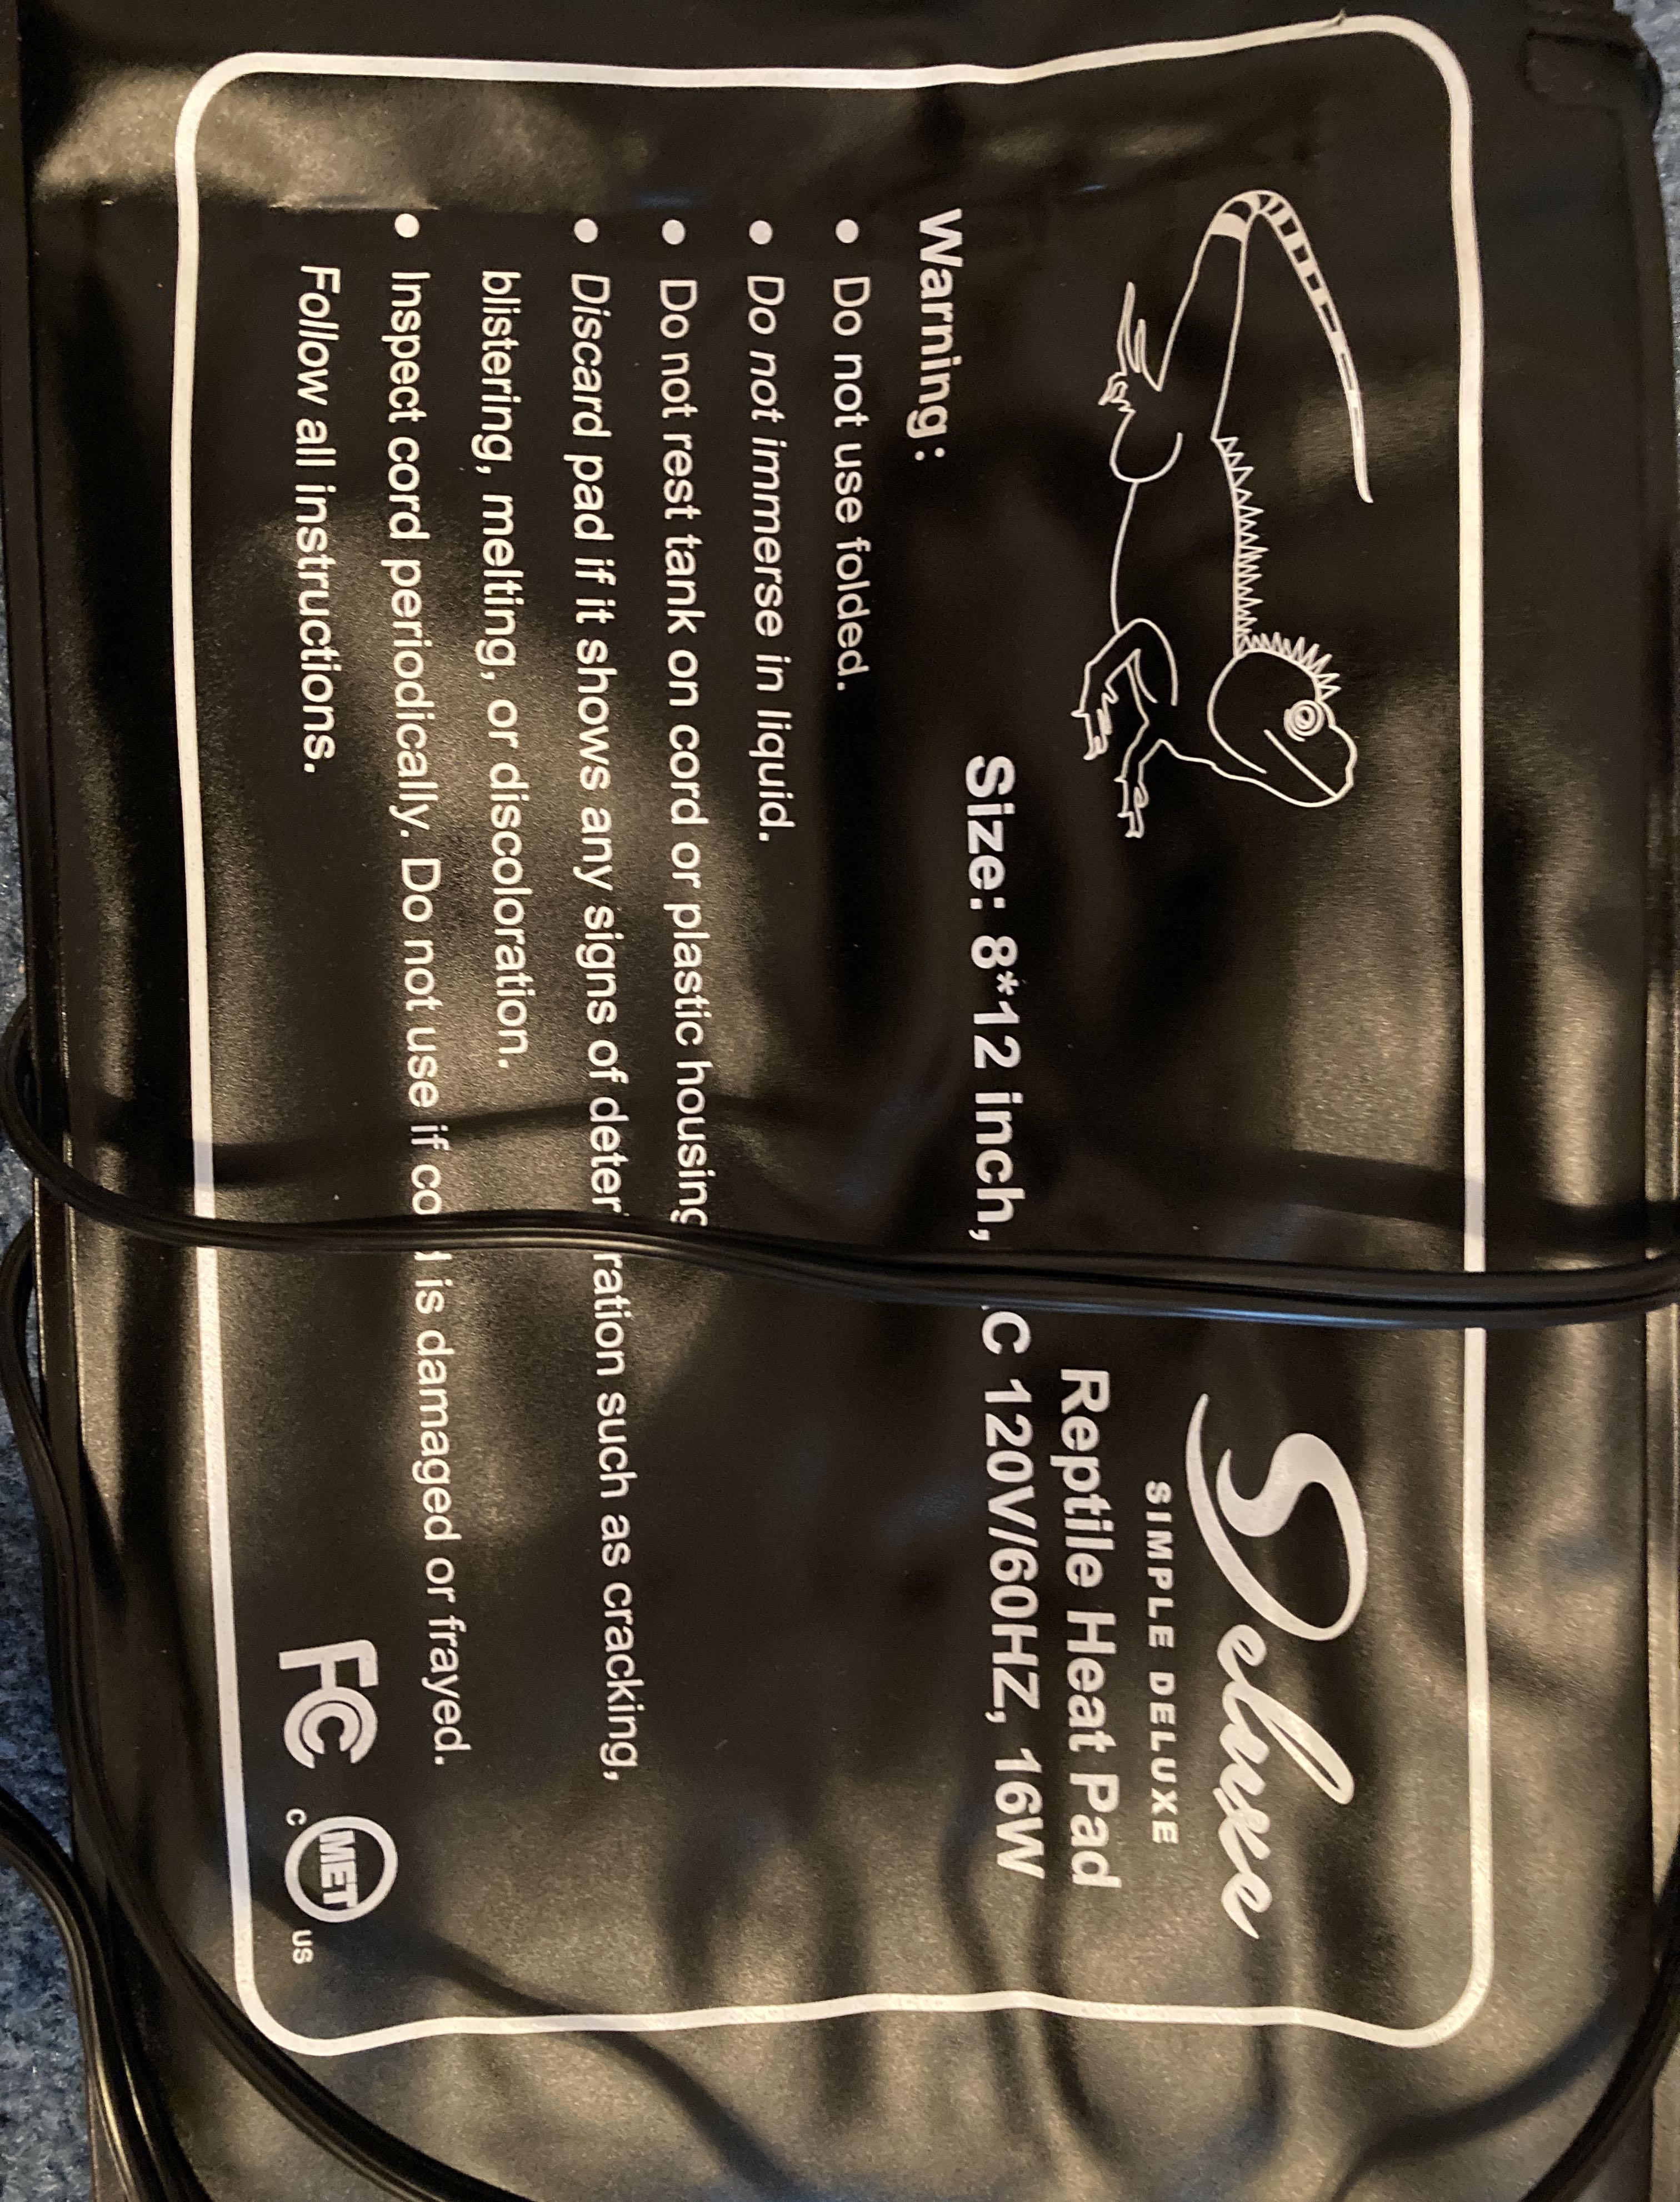 Deluxe
SIMPLE DELUXE
Reptile Heat Pad
Size: 8*12 inch, 120V/60HZ, 16W
Warning:
• Do not use folded.
• Do not immerse in liquid.
• Do not rest tank on cord or plastic housing
• Discard pad if it shows any signs of such as cracking,
blistering, melting, or discoloration.
• Inspect cord periodically. Do not use if is damaged or frayed.
Follow all instructions.
FC
c MET us